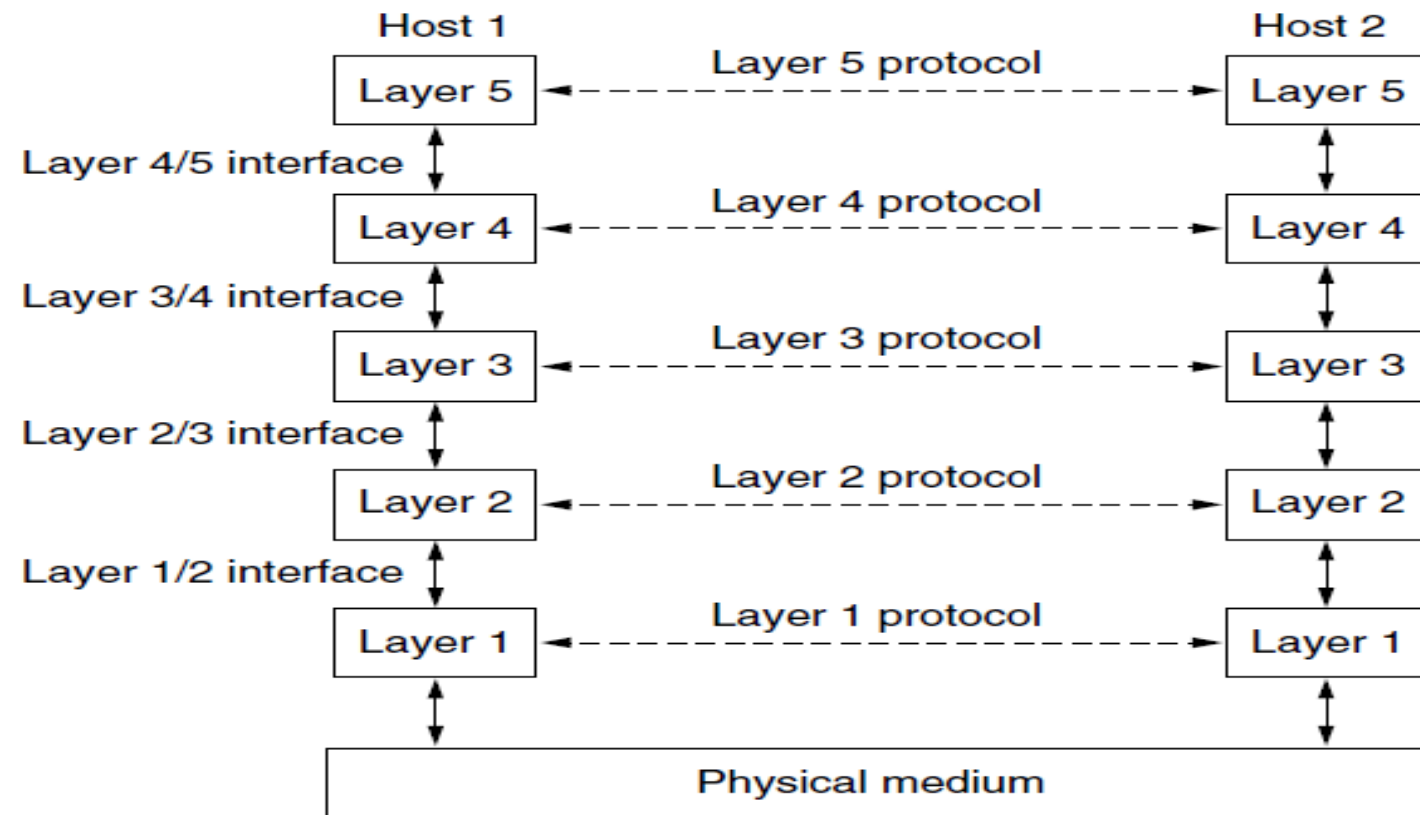 Host 1
Host 2
Layer 5 protocol
Layer 5
Layer 5
Layer 4/5 interface
Layer 4 protocol
Layer 4
Layer 4
Layer 3/4 interface
Layer 3 protocol
Layer 3
Layer 3
Layer 2/3 interface
Layer 2 protocol
Layer 2
Layer 2
Layer 1/2 interface
Layer 1 protocol
Layer 1
Layer 1
Physical medium